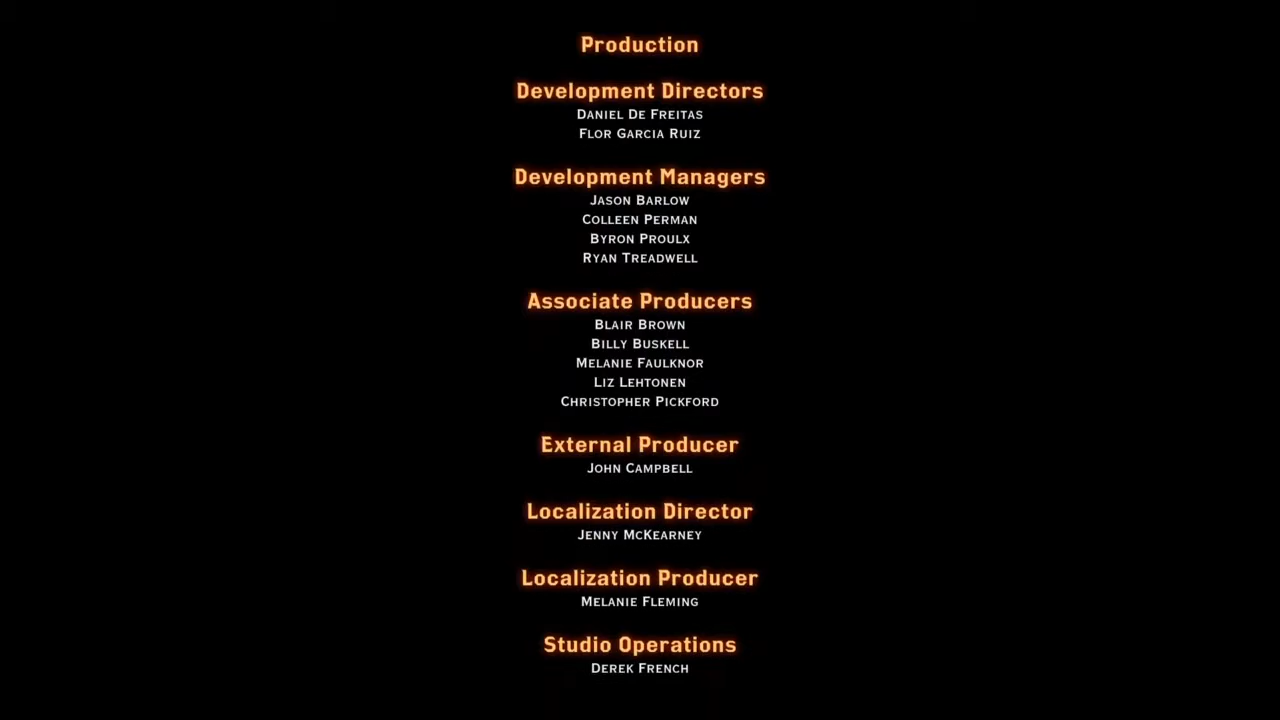 Production
Development Directors
Daniel De Freitas
Flor Garcia Ruiz
Development Managers
Jason Barlow
Colleen Perman
Byron Proulx
Ryan Treadwell
Associate Producers
Blair Brown
Billy Buskell
Melanie Faulknor
Liz Lehtonen
Christopher Pickford
External Producer
John Campbell
Localization Director
Jenny McKearney
Localization Producer
Melanie Fleming
Studio Operations
Derek French